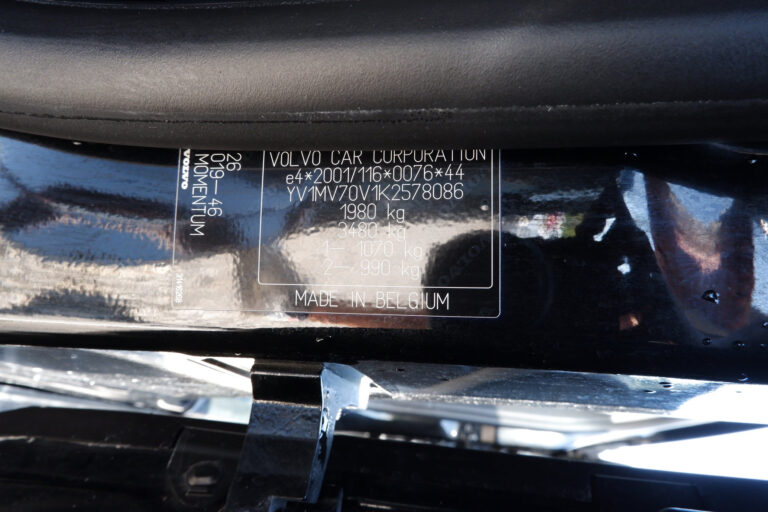 VOLVO CAR CORPORATION
e4*2001/116*0076*44
YV1MV70V1K2578086
1980 kg
3480 kg
1- 1070 kg
2- 990 kg
MADE IN BELGIUM
26
019-46
MOMENTUM
VOLVO